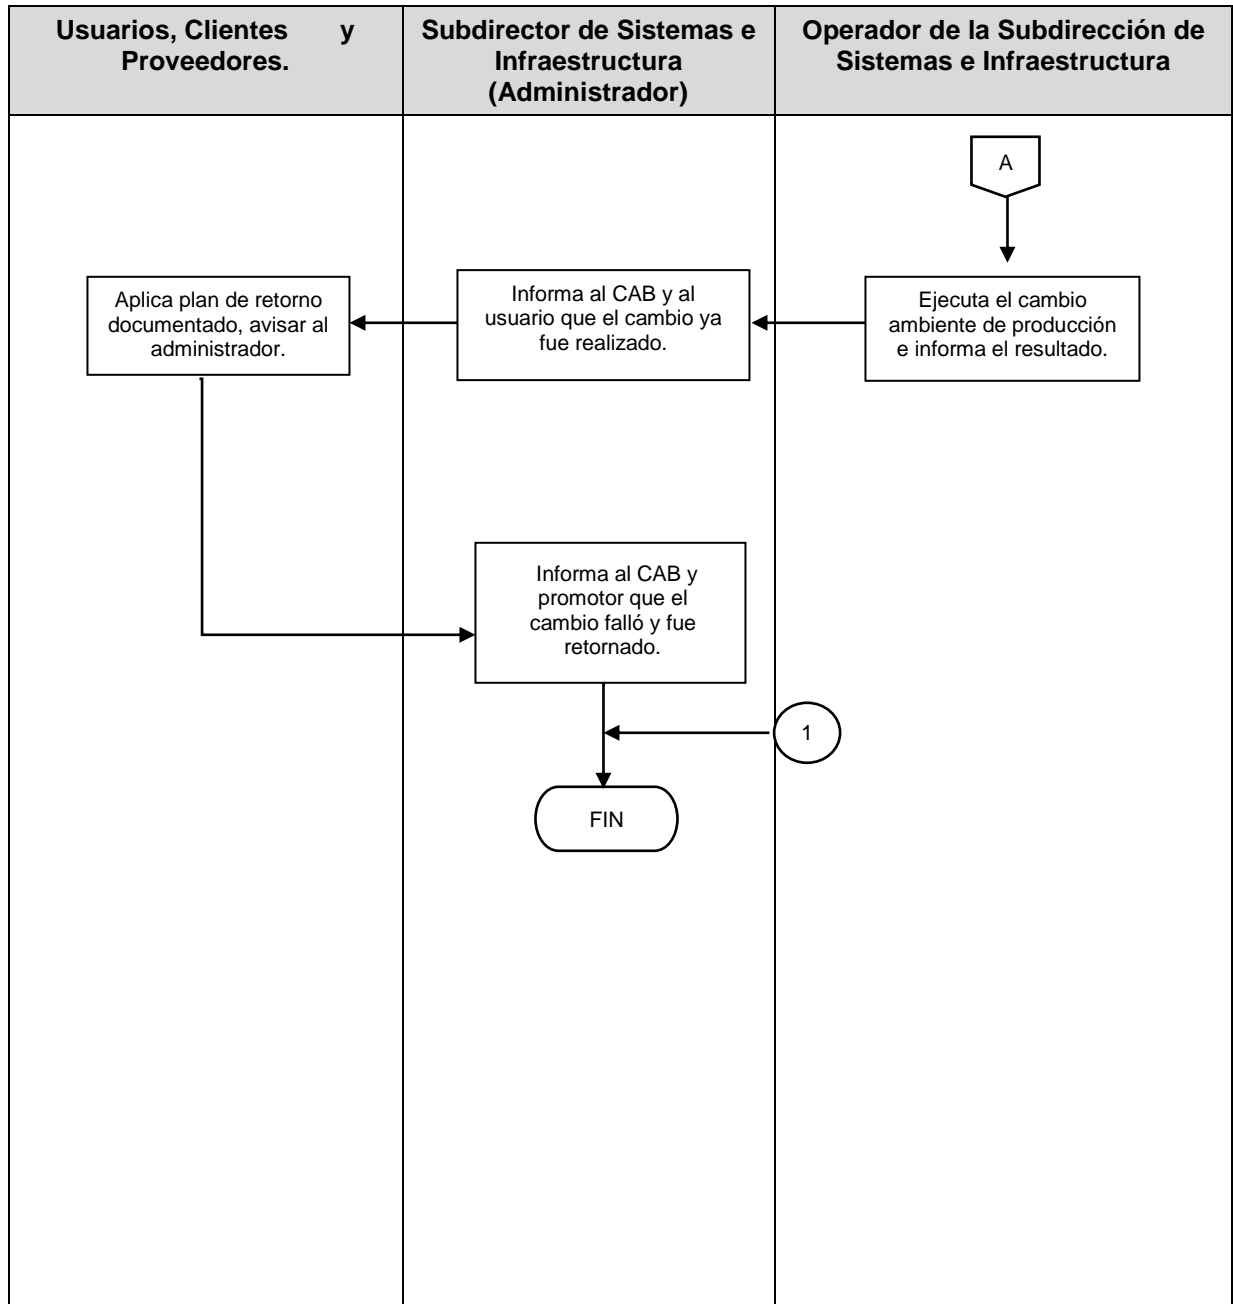 Usuarios, Clientes y
Proveedores.
Subdirector de Sistemas e
Infraestructura
(Administrador)
Operador de la Subdirección de
Sistemas e Infraestructura
A
Aplica plan de retorno
documentado, avisar al
administrador.
Informa al CAB y al
usuario que el cambio ya
fue realizado.
Ejecuta el cambio
ambiente de producción
e informa el resultado.
Informa al CAB y
promotor que el
cambio falló y fue
retornado.
1
FIN